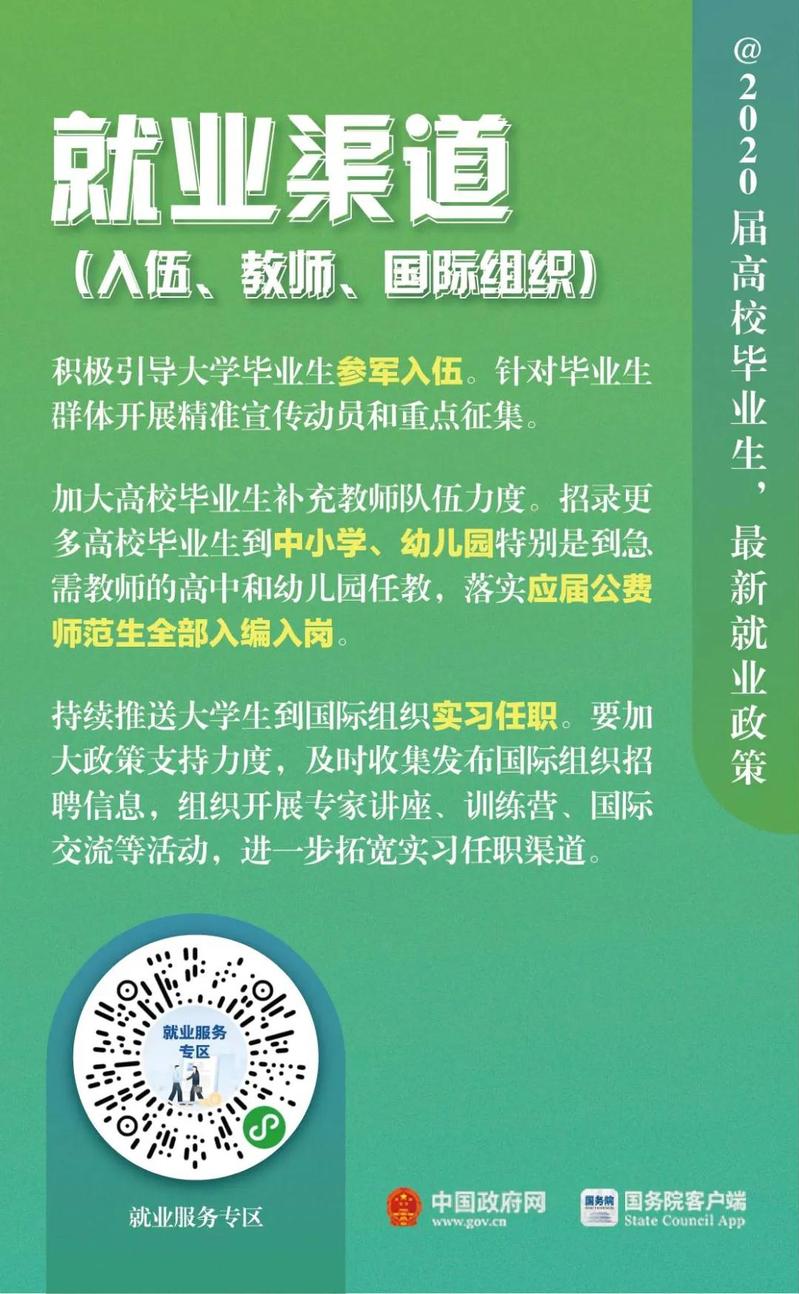 就业渠道
（入伍、教师、国际组织）
积极引导大学毕业生参军入伍。针对毕业生
群体开展精准宣传动员和重点征集。
加大高校毕业生补充教师队伍力度。招录更
多高校毕业生到中小学、幼儿园特别是到急
需教师的高中和幼儿园任教，落实应届公费
师范生全部入编入岗。
持续推送大学生到国际组织实习任职。要加
大政策支持力度，及时收集发布国际组织招
聘信息，组织开展专家讲座、训练营、国际
交流等活动，进一步拓宽实习任职渠道。
@2020届高校毕业生，最新就业政策
就业服务
专区
就业服务专区
中国政府网
www.gov.cn
国务院
国务院客户端
State Council App